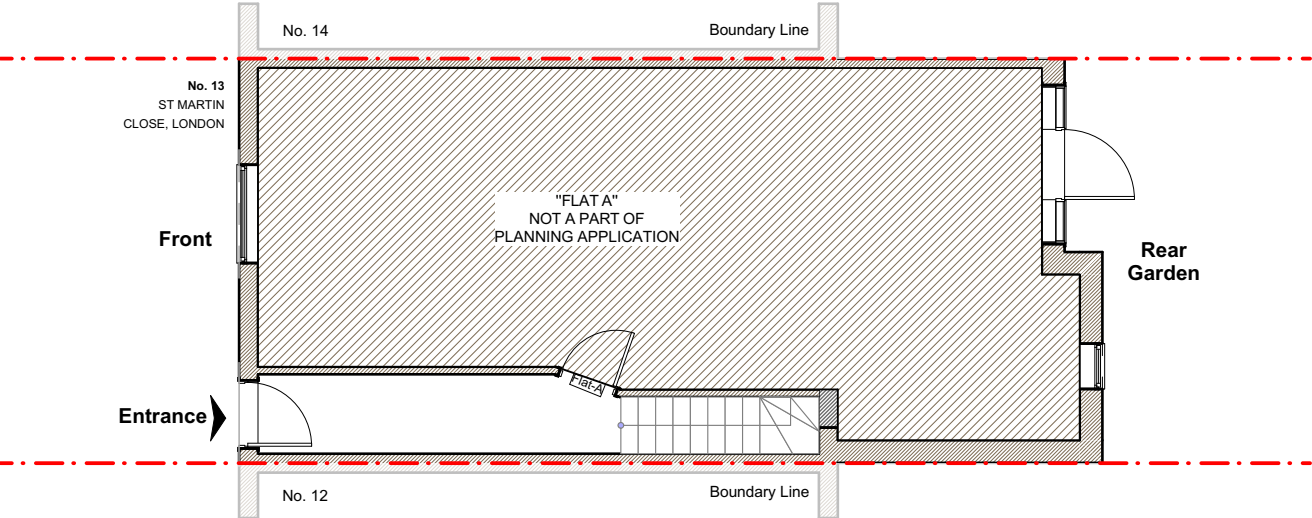 No. 14
Boundary Line
No. 13
ST MARTIN
CLOSE, LONDON
"FLAT A"
NOT A PART OF
PLANNING APPLICATION
Front
Rear
Garden
Flat-A
Entrance
No. 12
Boundary Line